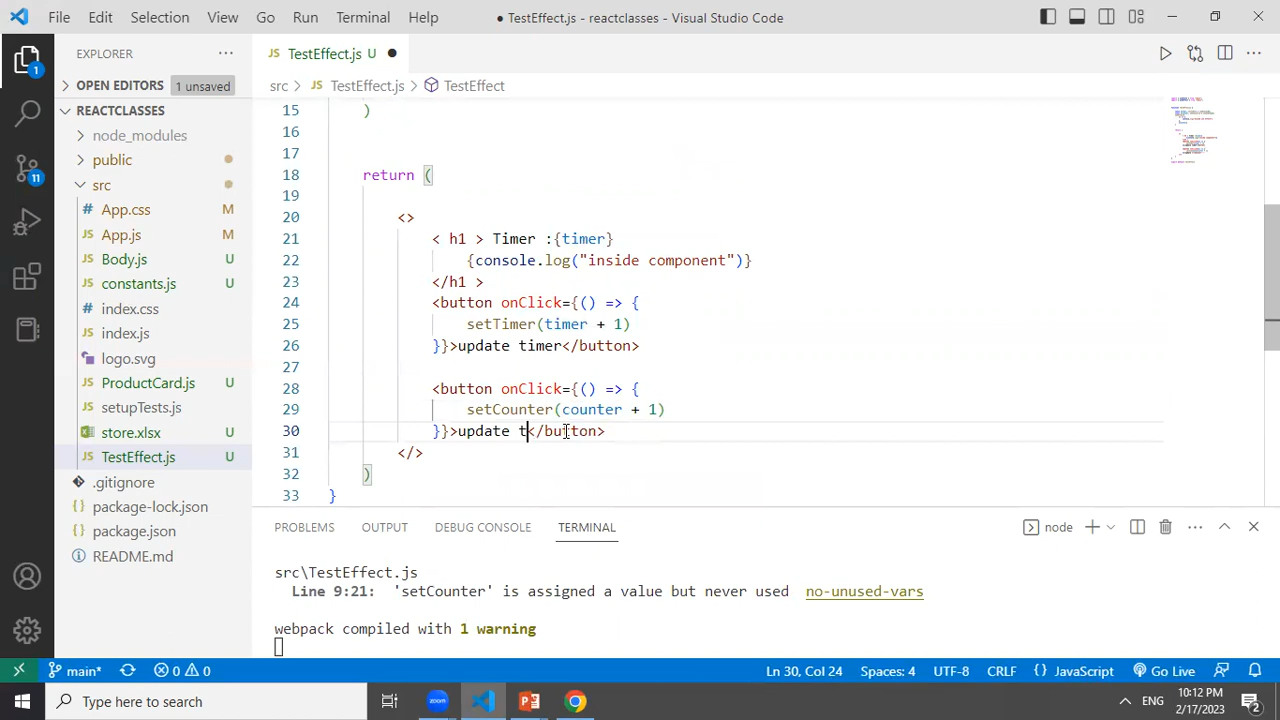 File Edit Selection View Go Run Terminal Help ● TestEffect.js - reactclasses - Visual Studio Code
EXPLORER ··· JS TestEffect.js U ●
OPEN EDITORS 1 unsaved
src > JS TestEffect.js > TestEffect
REACTCLASSES
node_modules
public
src
App.css M
App.js M
Body.js U
constants.js U
index.css
index.js
logo.svg
ProductCard.js U
setupTests.js
store.xlsx U
TestEffect.js U
.gitignore
package-lock.json
package.json
README.md
1
11
15 )
16
17
18 return (
19
20 <>
21 < h1 > Timer :{timer}
22 {console.log("inside component")}
23 </h1 >
24 <button onClick={() => {
25 setTimer(timer + 1)
26 }}>update timer</button>
28 <button onClick={() => {
29 setCounter(counter + 1)
30 }}>update t</button>
31 </>
32 )
33 }
PROBLEMS OUTPUT DEBUG CONSOLE TERMINAL node
src\TestEffect.js
Line 9:21: 'setCounter' is assigned a value but never used no-unused-vars
webpack compiled with 1 warning
main* 0 0 Ln 30, Col 24 Spaces: 4 UTF-8 CRLF {} JavaScript Go Live
Type here to search zoom ENG 10:12 PM
2/17/2023 2